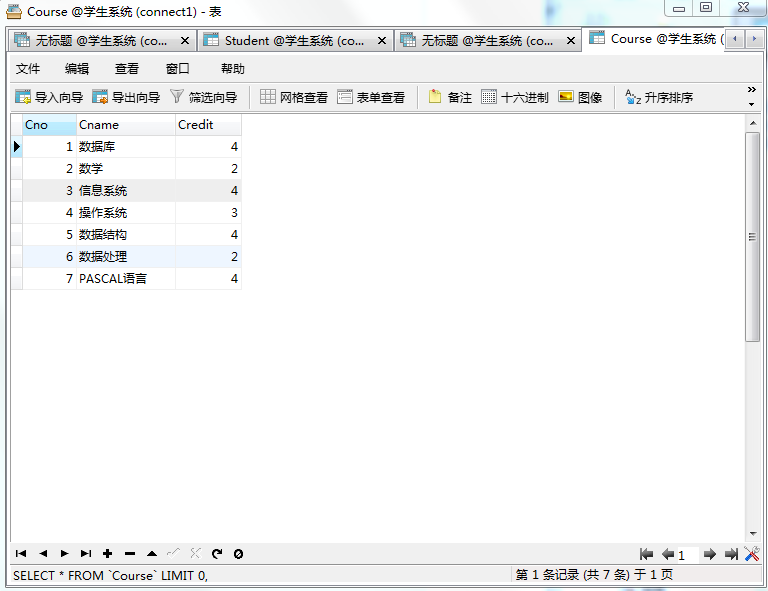 Course @学生系统 (connect1) - 表
无标题 @学生系统 (co... Student @学生系统 (co... 无标题 @学生系统 (co... Course @学生系统 (
文件 编辑 查看 窗口 帮助
导入向导 导出向导 筛选向导 网格查看 表单查看 备注 十六进制 图像 升序排序
Cno Cname Credit
1 数据库 4
2 数学 2
3 信息系统 4
4 操作系统 3
5 数据结构 4
6 数据处理 2
7 PASCAL语言 4
1
SELECT * FROM `Course` LIMIT 0, 第 1 条记录 (共 7 条) 于 1 页